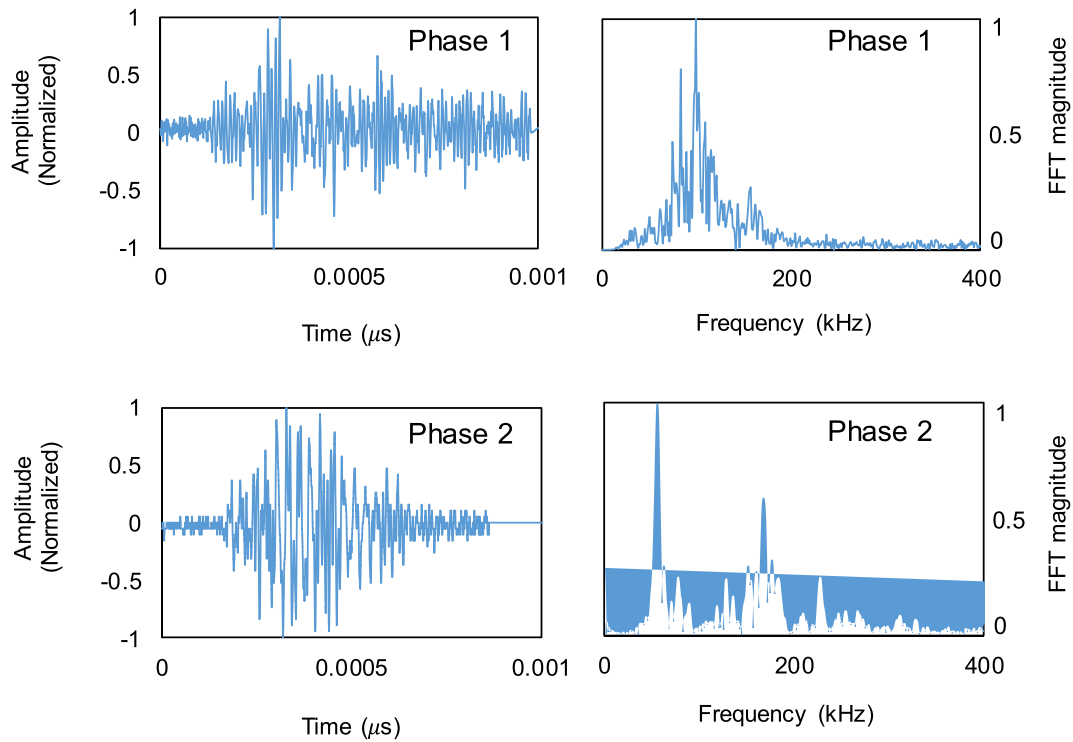 Phase 1
Amplitude
(Normalized)
1
0.5
0
-0.5
-1
0
0.0005
0.001
Time (μs)
Phase 1
1
0.5
0
FFT magnitude
0
200
400
Frequency (kHz)
Phase 2
Amplitude
(Normalized)
1
0.5
0
-0.5
-1
0
0.0005
0.001
Time (μs)
Phase 2
1
0.5
0
FFT magnitude
0
200
400
Frequency (kHz)